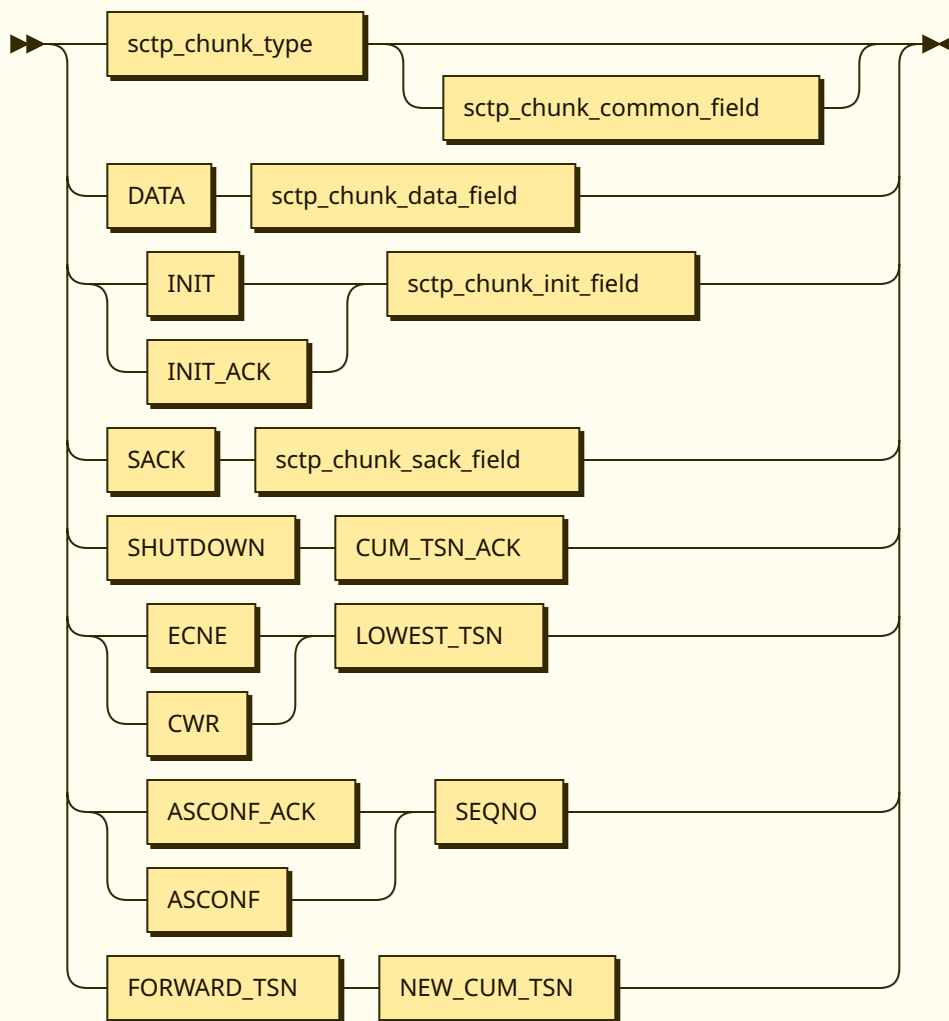 sctp_chunk_type
sctp_chunk_common_field
DATA sctp_chunk_data_field
INIT sctp_chunk_init_field
INIT_ACK
SACK sctp_chunk_sack_field
SHUTDOWN CUM_TSN_ACK
ECNE LOWEST_TSN
CWR
ASCONF_ACK SEQNO
ASCONF
FORWARD_TSN NEW_CUM_TSN